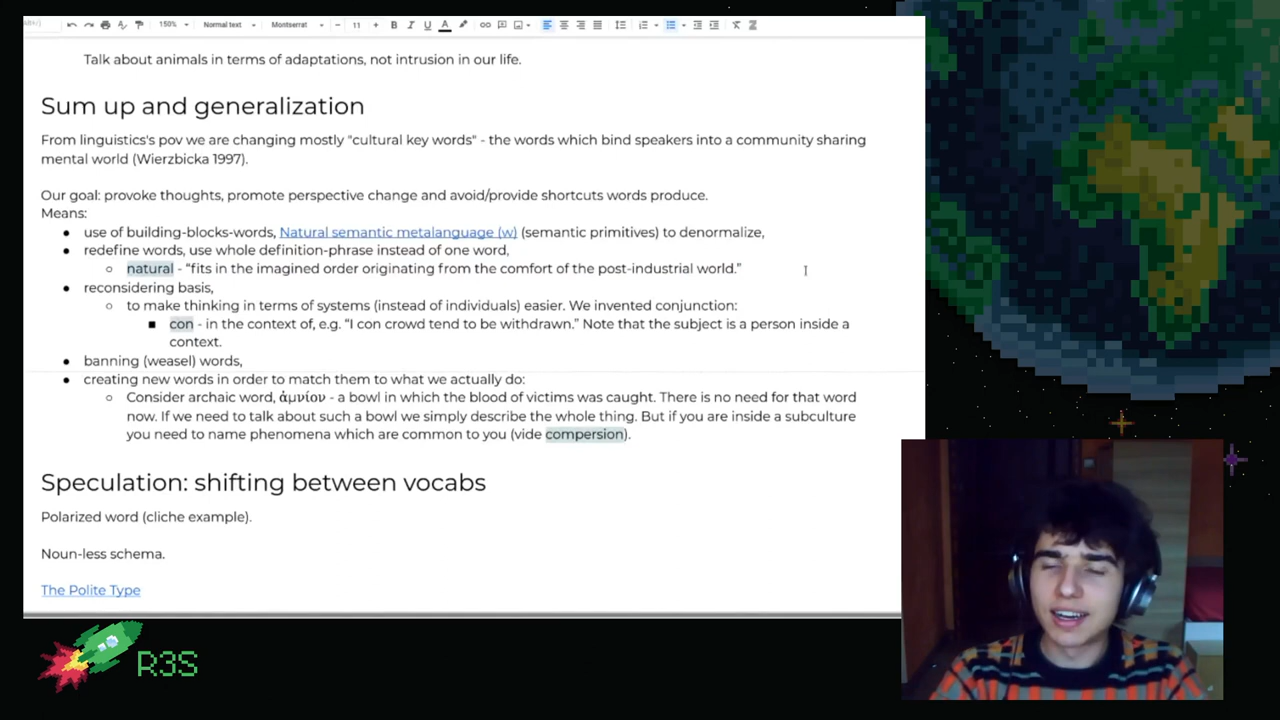 150%
Normal text
Montserrat
11
B I U A
Talk about animals in terms of adaptations, not intrusion in our life.
Sum up and generalization
From linguistics's pov we are changing mostly "cultural key words" - the words which bind speakers into a community sharing
mental world (Wierzbicka 1997).
Our goal: provoke thoughts, promote perspective change and avoid/provide shortcuts words produce.
Means:
● use of building-blocks-words, Natural semantic metalanguage (w) (semantic primitives) to denormalize,
● redefine words, use whole definition-phrase instead of one word,
○ natural - “fits in the imagined order originating from the comfort of the post-industrial world.”
● reconsidering basis,
○ to make thinking in terms of systems (instead of individuals) easier. We invented conjunction:
■ con - in the context of, e.g. “I con crowd tend to be withdrawn.” Note that the subject is a person inside a
context.
● banning (weasel) words,
● creating new words in order to match them to what we actually do:
○ Consider archaic word, ἀμνίον - a bowl in which the blood of victims was caught. There is no need for that word
now. If we need to talk about such a bowl we simply describe the whole thing. But if you are inside a subculture
you need to name phenomena which are common to you (vide compersion).
Speculation: shifting between vocabs
Polarized word (cliche example).
Noun-less schema.
The Polite Type
R3S